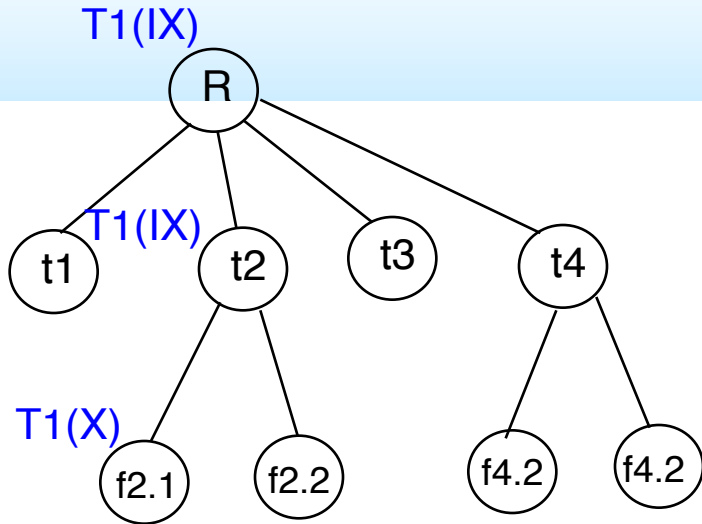 T1(IX)
R
T1(IX)
t1
t2
t3
t4
T1(X)
f2.1
f2.2
f4.2
f4.2